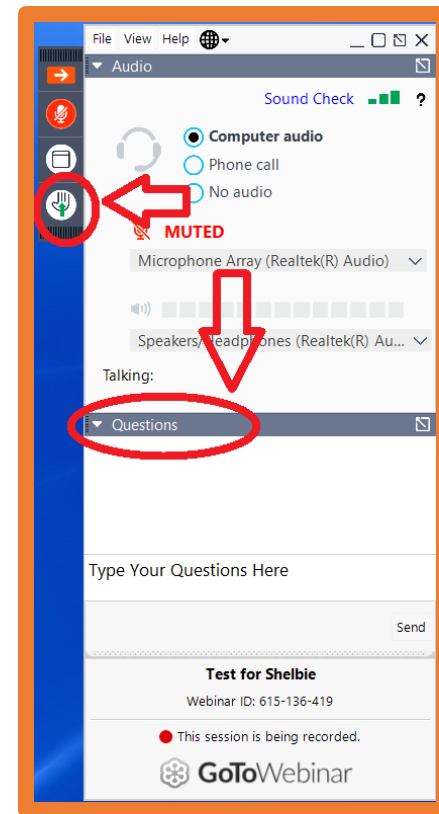 File View Help
Audio
Sound Check ?
Computer audio
Phone call
No audio
MUTED
Microphone Array (Realtek(R) Audio)
Speakers/Headphones (Realtek(R) Au...
Talking:
Questions
Type Your Questions Here
Send
Test for Shelbie
Webinar ID: 615-136-419
This session is being recorded.
GoToWebinar